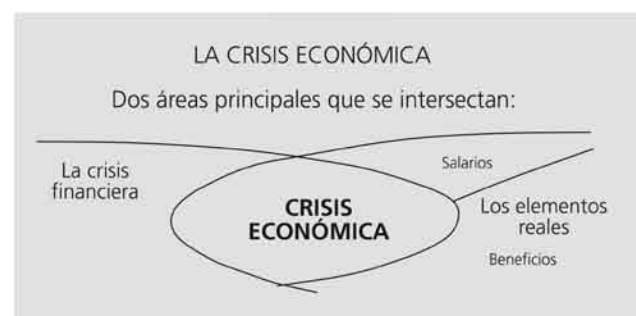 LA CRISIS ECONÓMICA
Dos áreas principales que se intersectan:
La crisis
financiera
CRISIS
ECONÓMICA
Salarios
Los elementos
reales
Beneficios